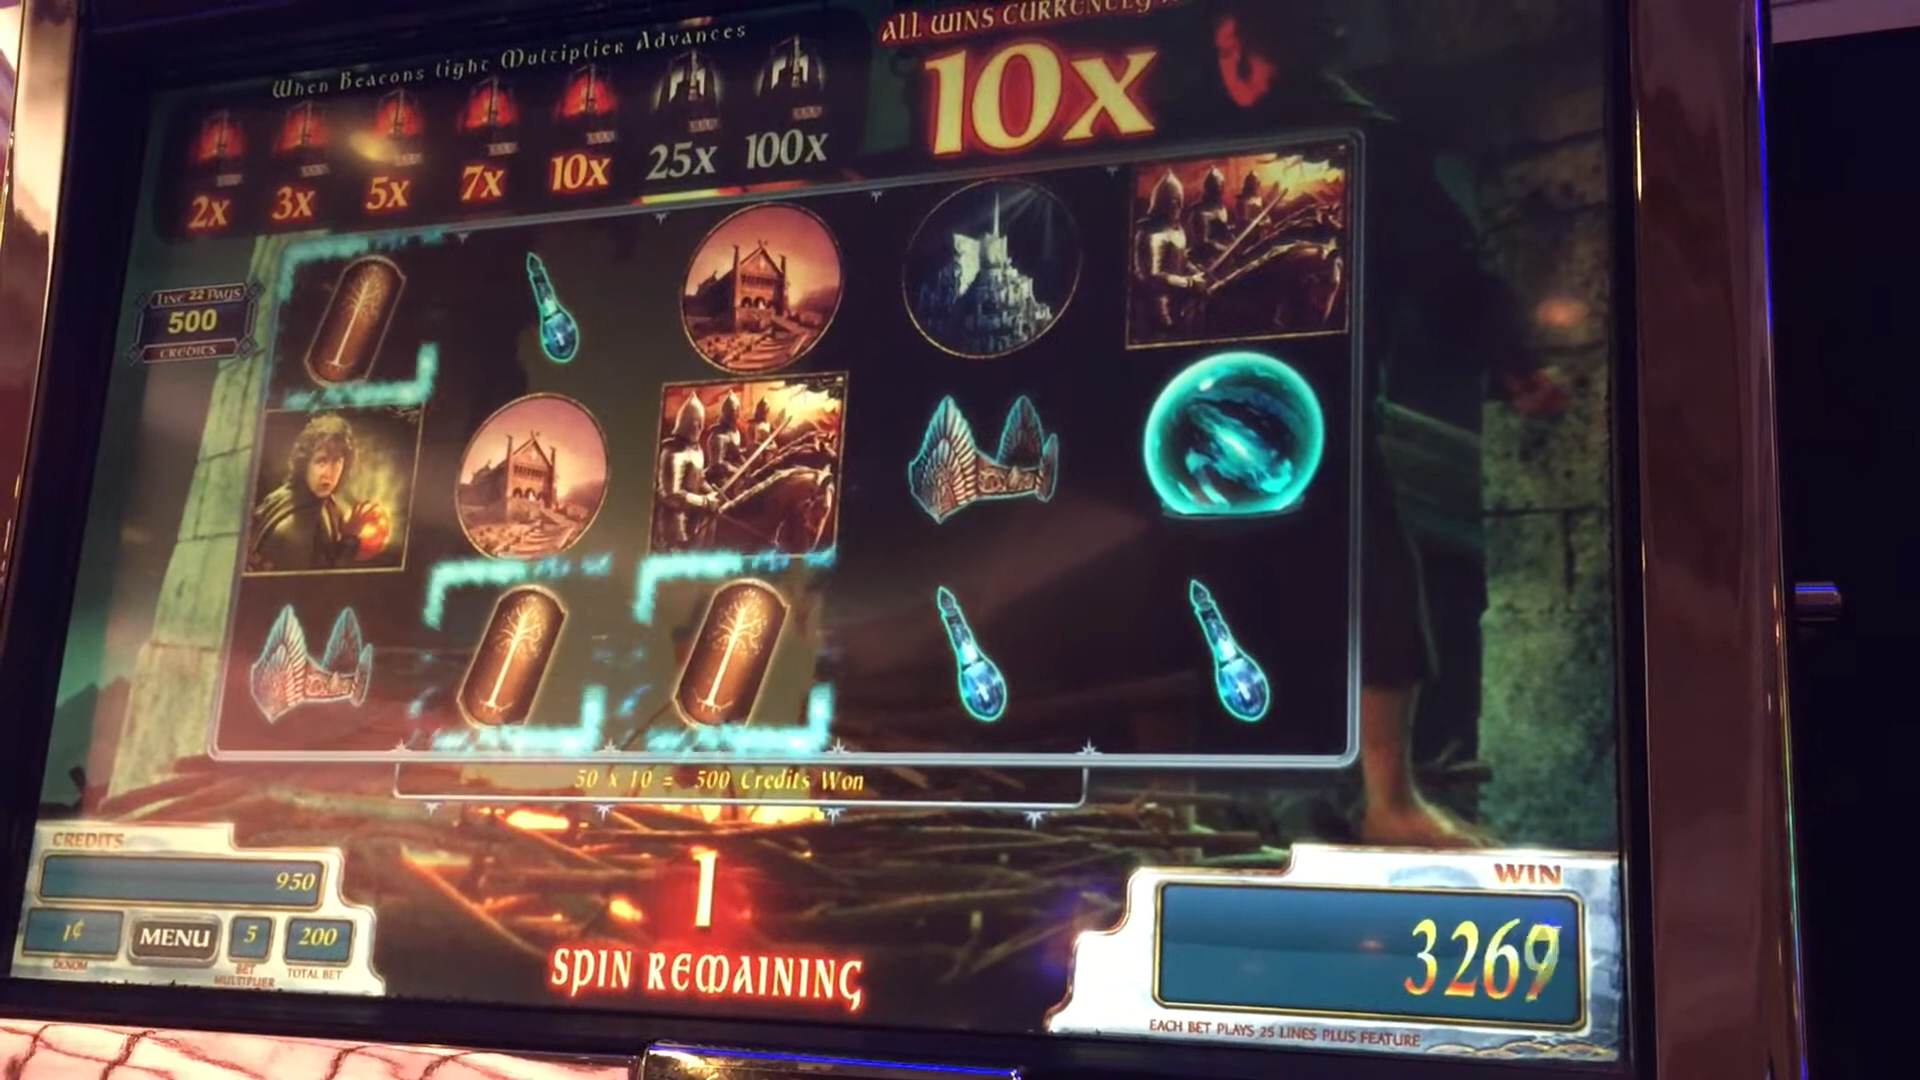 When Beacons light Multiplier Advances
ALL WINS CURRENTLY
10x
2x 3x 5x 7x 10x 25x 100x
LINE 22 PAYS
500
CREDITS
50 x 10 = 500 Credits Won
CREDITS
950
1¢ MENU 5 200
DENOM BET MULTIPLIER TOTAL BET
1
SPIN REMAINING
WIN
3269
EACH BET PLAYS 25 LINES PLUS FEATURE